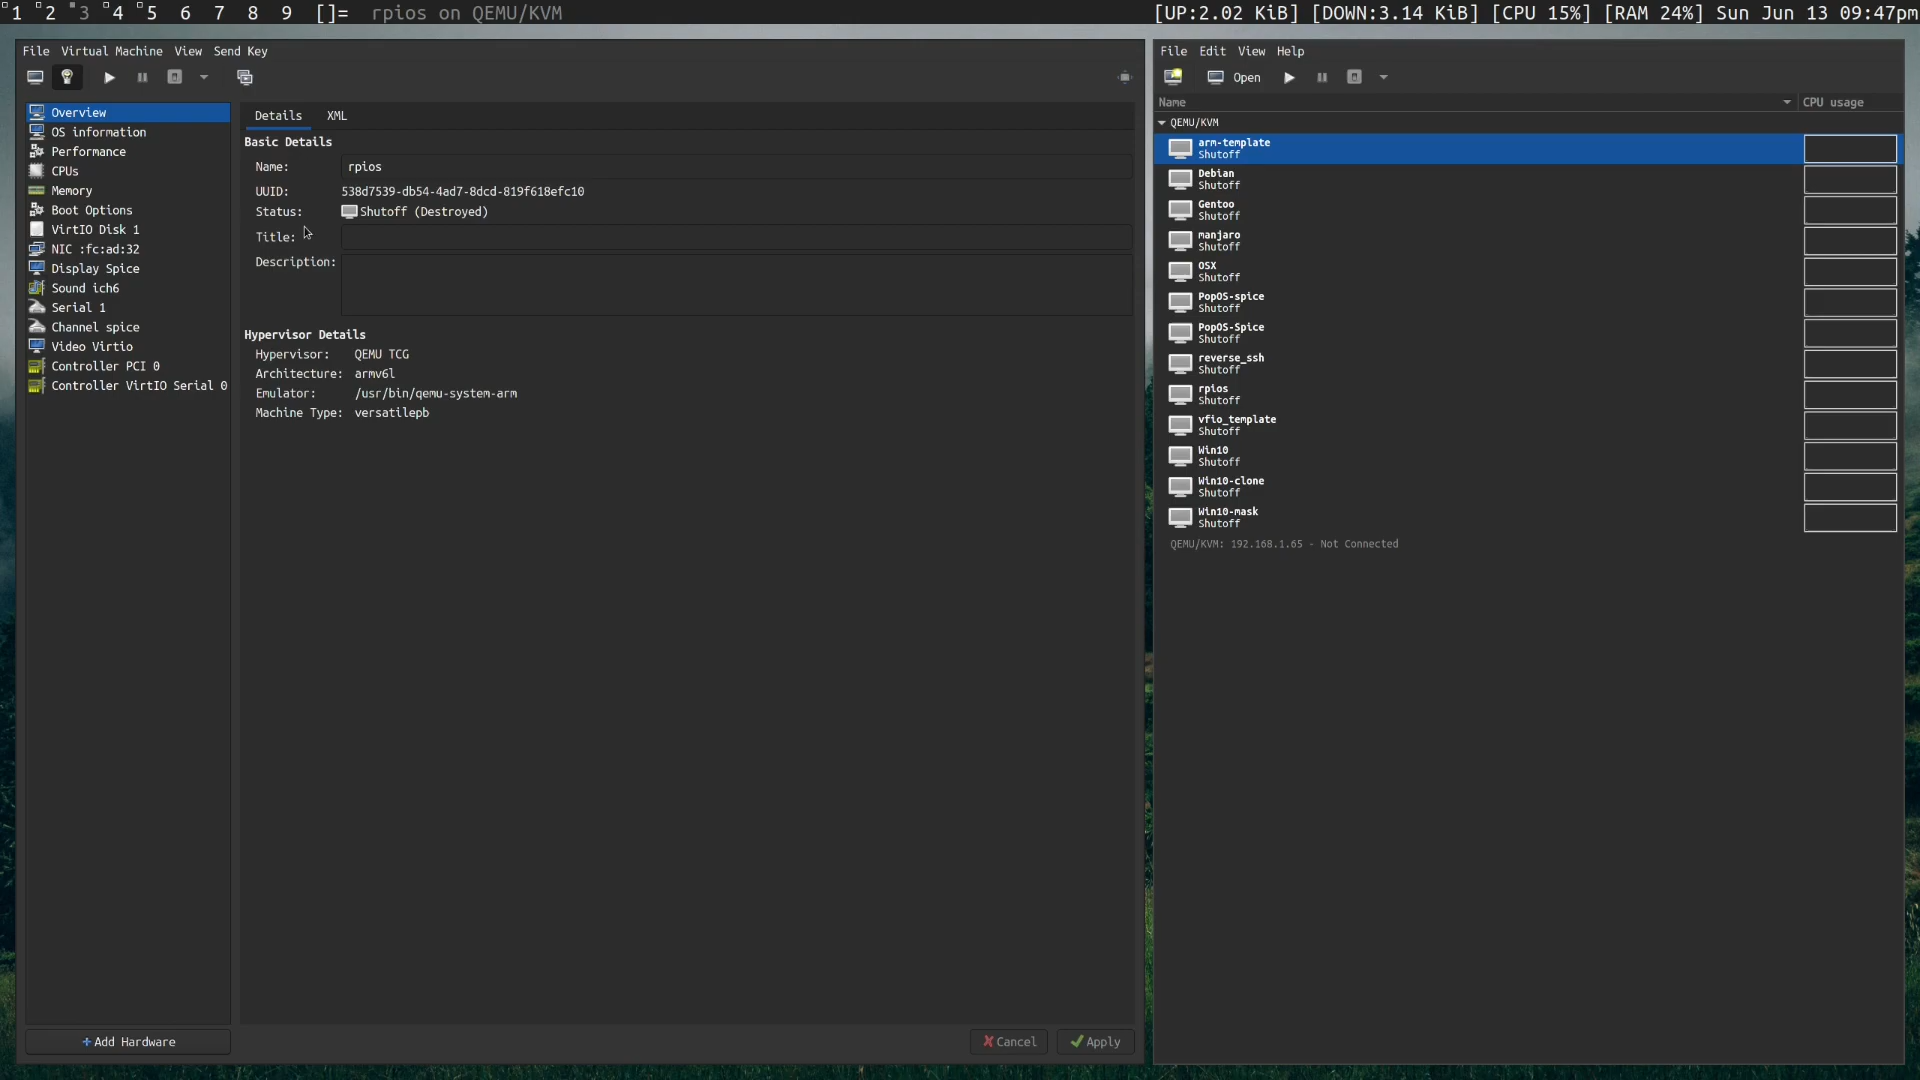 1 2 3 4 5 6 7 8 9 []= rpios on QEMU/KVM [UP:2.02 KiB] [DOWN:3.14 KiB] [CPU 15%] [RAM 24%] Sun Jun 13 09:47pm
File Virtual Machine View Send Key
Overview
OS information
Performance
CPUs
Memory
Boot Options
VirtIO Disk 1
NIC :fc:ad:32
Display Spice
Sound ich6
Serial 1
Channel spice
Video Virtio
Controller PCI 0
Controller VirtIO Serial 0
+Add Hardware
Details XML
Basic Details
Name: rpios
UUID: 538d7539-db54-4ad7-8dcd-819f618efc10
Status: Shutoff (Destroyed)
Title:
Description:
Hypervisor Details
Hypervisor: QEMU TCG
Architecture: armv6l
Emulator: /usr/bin/qemu-system-arm
Machine Type: versatilepb
Cancel Apply
File Edit View Help
Open
Name CPU usage
QEMU/KVM
arm-template
Shutoff
Debian
Shutoff
Gentoo
Shutoff
manjaro
Shutoff
OSX
Shutoff
PopOS-spice
Shutoff
PopOS-Spice
Shutoff
reverse_ssh
Shutoff
rpios
Shutoff
vfio_template
Shutoff
Win10
Shutoff
Win10-clone
Shutoff
Win10-mask
Shutoff
QEMU/KVM: 192.168.1.65 - Not Connected